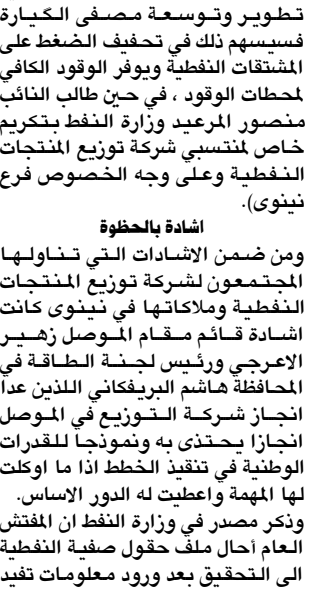 تطوير وتوسعة مصفى الكيارة
فسيسهم ذلك في تحفيف الضغط على
المشتقات النفطية ويوفر الوقود الكافي
لمحطات الوقود ، في حين طالب النائب
منصور المرعيد وزارة النفط بتكريم
خاص لمنتسبي شركة توزيع المنتجات
النفطية وعلى وجه الخصوص فرع
نينوى).
اشادة بالحظوة
ومن ضمن الاشادات التي تناولها
المجتمعون لشركة توزيع المنتجات
النفطية وملاكاتها في نينوى كانت
اشادة قائم مقام الموصل زهير
الاعرجي ورئيس لجنة الطاقة في
المحافظة هاشم البريفكاني اللذين عدا
انجاز شركة التوزيع في الموصل
انجازا يحتذى به ونموذجا للقدرات
الوطنية في تنقيذ الخطط اذا ما اوكلت
لها المهمة واعطيت له الدور الاساس.
وذكر مصدر في وزارة النفط ان المفتش
العام أحال ملف حقول صفية النفطية
الى التحقيق بعد ورود معلومات تفيد